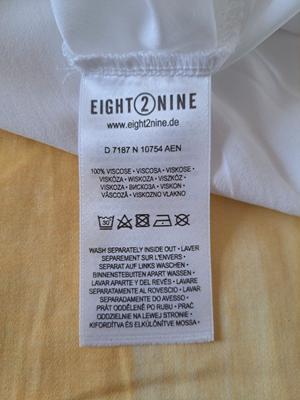 EIGHT2NINE
www.eight2nine.de
D 7187 N 10754 AEN
100% VISCOSE • VISCOSA • VISKOSE •
VISKÓZA • WISKOZA • VISZKÓZ •
VISKOZA • ВИСКОЗА • VISKON •
VÂSCOZĂ • VISKOZNO VLAKNO
30
WASH SEPARATELY INSIDE OUT • LAVER
SEPAREMENT SUR L'ENVERS •
SEPARAT AUF LINKS WASCHEN •
BINNENSTEBUITEN APART WASSEN •
LAVAR APARTE Y DEL REVÉS • LAVARE
SEPARATAMENTE AL ROVESCIO • LAVAR
SEPARADAMENTE DO AVESSO •
PRÁT ODDĚLENĚ PO RUBU • PRAĆ
ODDZIELNIE NA LEWEJ STRONIE •
KIFORDÍTVA ÉS ELKÜLÖNÍTVE MOSSA •